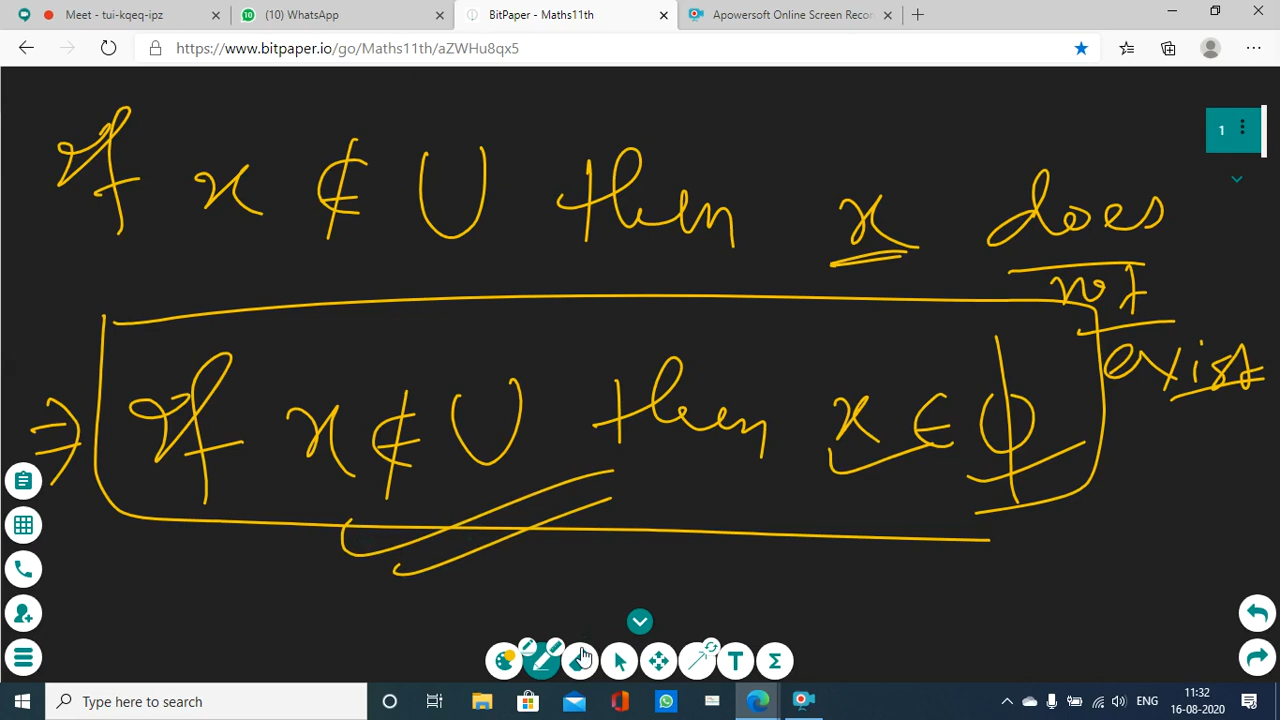 Meet - tui-kqeq-ipz
(10) WhatsApp
BitPaper - Maths11th
Apowersoft Online Screen Recor
https://www.bitpaper.io/go/Maths11th/aZWHu8qx5
1
If x ∉ U then x does
not
exist
⇒ If x ∉ U then x ∈ ϕ
T
Σ
Type here to search
ENG
11:32
16-08-2020